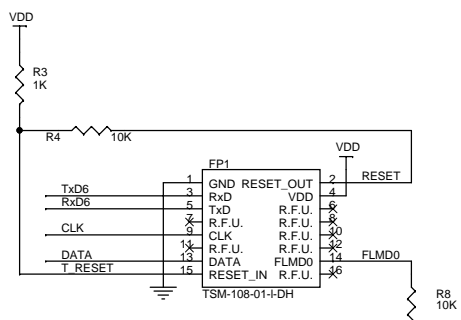 VDD
R3
1K
R4 10K
VDD
FP1
1 GND RESET_OUT 2 RESET
TxD6 3 RxD VDD 4
RxD6 5 TxD R.F.U. 6
7 R.F.U. R.F.U. 8
CLK 9 CLK R.F.U. 10
11 R.F.U. R.F.U. 12
DATA 13 DATA FLMD0 14 FLMD0
T_RESET 15 RESET_IN R.F.U. 16
TSM-108-01-l-DH
R8
10K